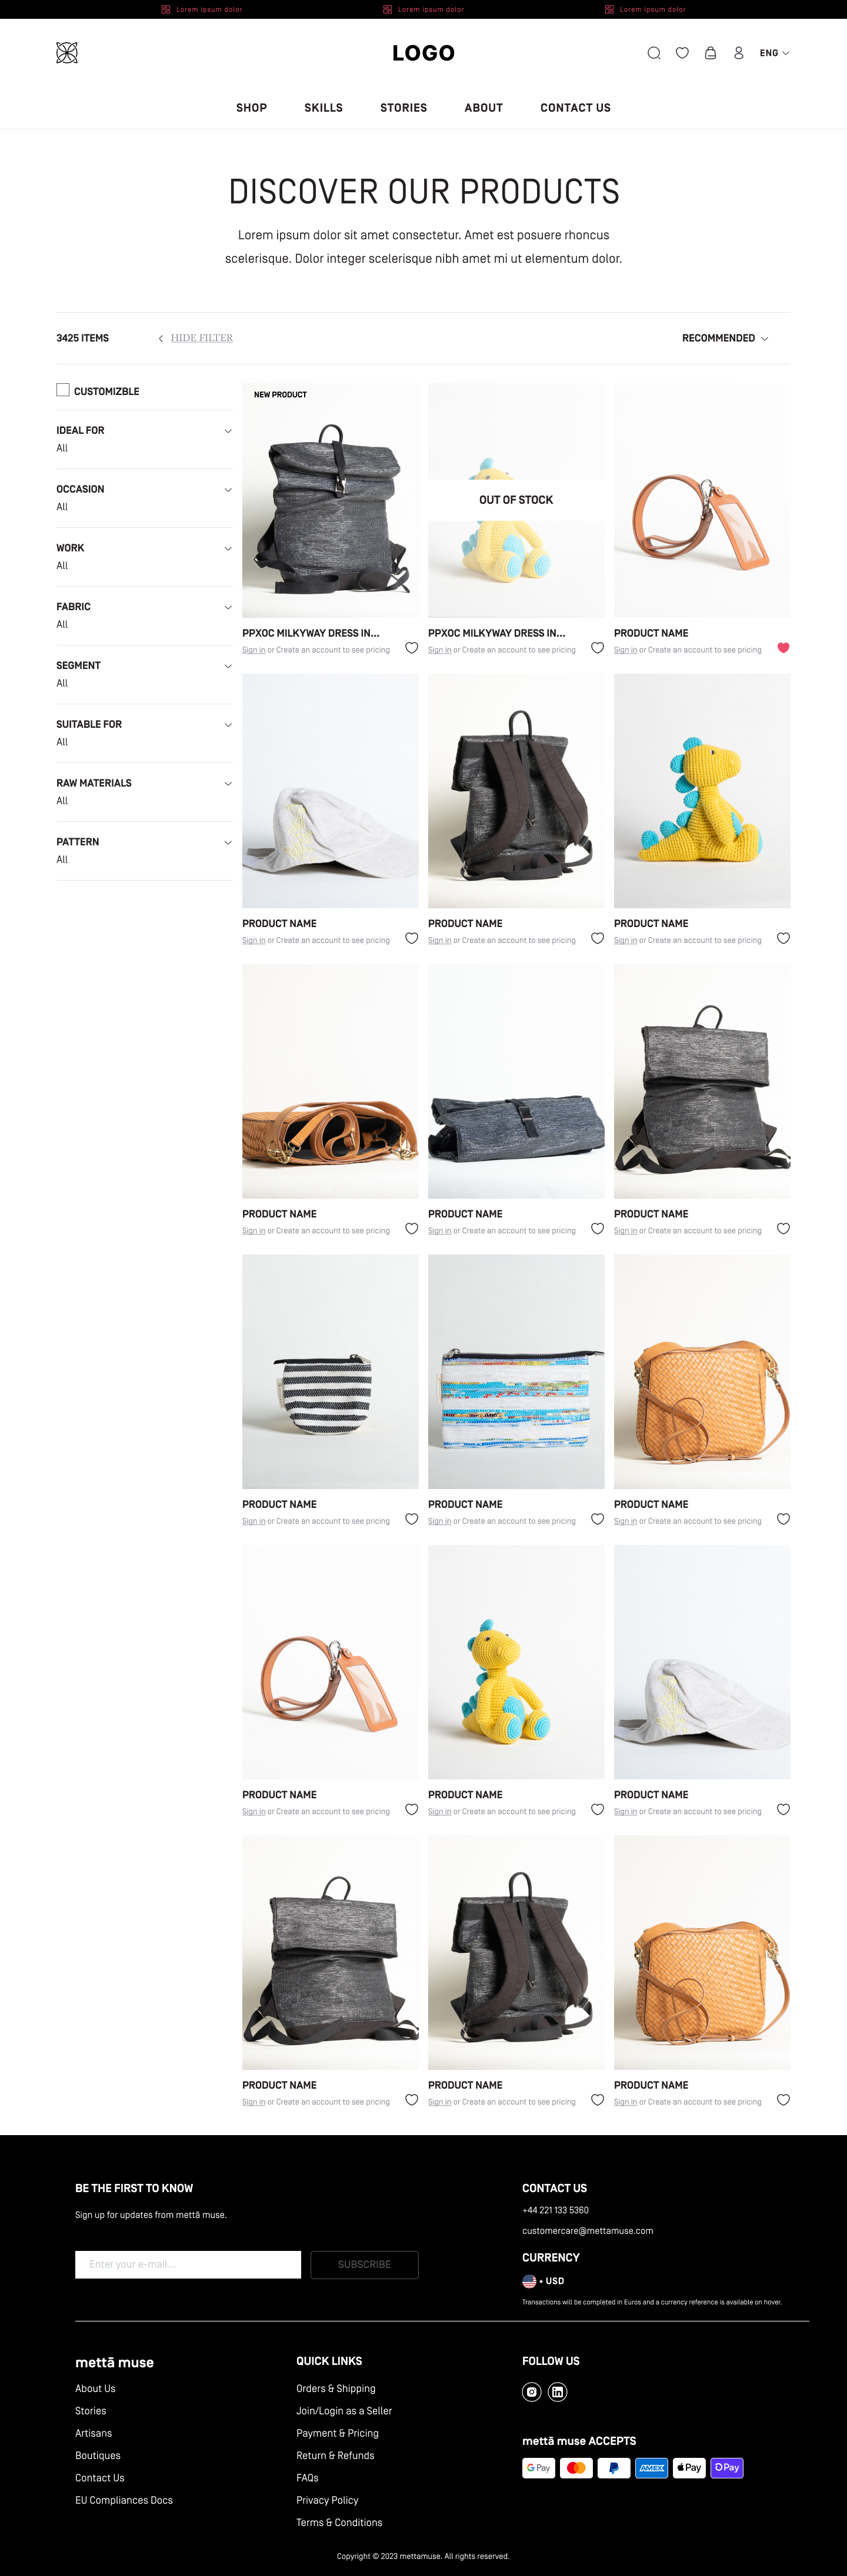 Lorem ipsum dolor
Lorem ipsum dolor
Lorem ipsum dolor
LOGO
ENG
SHOP
SKILLS
STORIES
ABOUT
CONTACT US
DISCOVER OUR PRODUCTS
Lorem ipsum dolor sit amet consectetur. Amet est posuere rhoncus
scelerisque. Dolor integer scelerisque nibh amet mi ut elementum dolor.
3425 ITEMS
HIDE FILTER
RECOMMENDED
CUSTOMIZBLE
IDEAL FOR
All
OCCASION
All
WORK
All
FABRIC
All
SEGMENT
All
SUITABLE FOR
All
RAW MATERIALS
All
PATTERN
All
NEW PRODUCT
OUT OF STOCK
PPXOC MILKYWAY DRESS IN...
Sign in or Create an account to see pricing
PPXOC MILKYWAY DRESS IN...
Sign in or Create an account to see pricing
PRODUCT NAME
Sign in or Create an account to see pricing
PRODUCT NAME
Sign in or Create an account to see pricing
PRODUCT NAME
Sign in or Create an account to see pricing
PRODUCT NAME
Sign in or Create an account to see pricing
PRODUCT NAME
Sign in or Create an account to see pricing
PRODUCT NAME
Sign in or Create an account to see pricing
PRODUCT NAME
Sign in or Create an account to see pricing
PRODUCT NAME
Sign in or Create an account to see pricing
PRODUCT NAME
Sign in or Create an account to see pricing
PRODUCT NAME
Sign in or Create an account to see pricing
PRODUCT NAME
Sign in or Create an account to see pricing
PRODUCT NAME
Sign in or Create an account to see pricing
PRODUCT NAME
Sign in or Create an account to see pricing
PRODUCT NAME
Sign in or Create an account to see pricing
PRODUCT NAME
Sign in or Create an account to see pricing
PRODUCT NAME
Sign in or Create an account to see pricing
BE THE FIRST TO KNOW
Sign up for updates from mettā muse.
Enter your e-mail...
SUBSCRIBE
CONTACT US
+44 221 133 5360
customercare@mettamuse.com
CURRENCY
USD
Transactions will be completed in Euros and a currency reference is available on hover.
mettā muse
About Us
Stories
Artisans
Boutiques
Contact Us
EU Compliances Docs
QUICK LINKS
Orders & Shipping
Join/Login as a Seller
Payment & Pricing
Return & Refunds
FAQs
Privacy Policy
Terms & Conditions
FOLLOW US
mettā muse ACCEPTS
G Pay
AMEX
Pay
Pay
Copyright © 2023 mettamuse. All rights reserved.